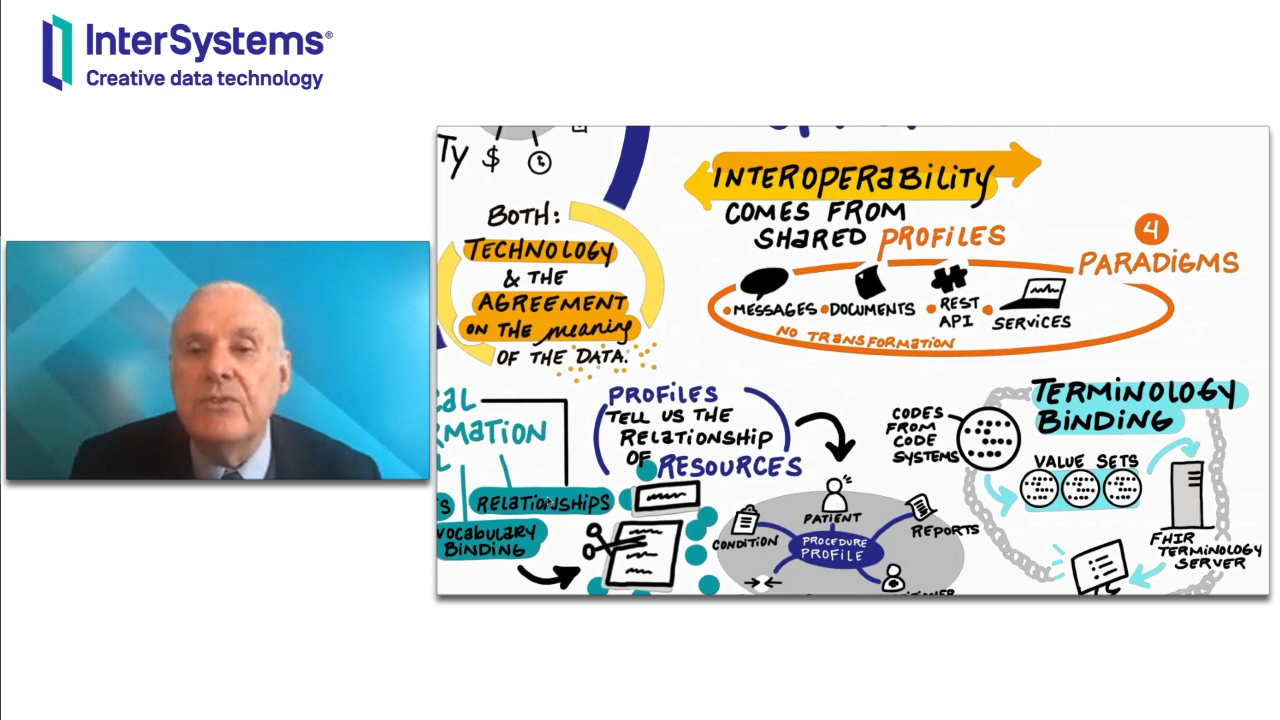 InterSystems®
Creative data technology
TY $
BOTH:
TECHNOLOGY
& THE
AGREEMENT
ON THE meaning
OF THE DATA.
INTEROPERABILITY
COMES FROM
SHARED PROFILES
4
PARADIGMS
MESSAGES • DOCUMENTS • REST API • SERVICES
NO TRANSFORMATION
CAL
RMATION
L
TS RELATIONSHIPS
VOCABULARY
BINDING
PROFILES
TELL US THE
RELATIONSHIP
OF RESOURCES
PATIENT
CONDITION
PROCEDURE
PROFILE
REPORTS
TERMINOLOGY
BINDING
CODES
FROM
CODE
SYSTEMS
VALUE SETS
FHIR
TERMINOLOGY
SERVER